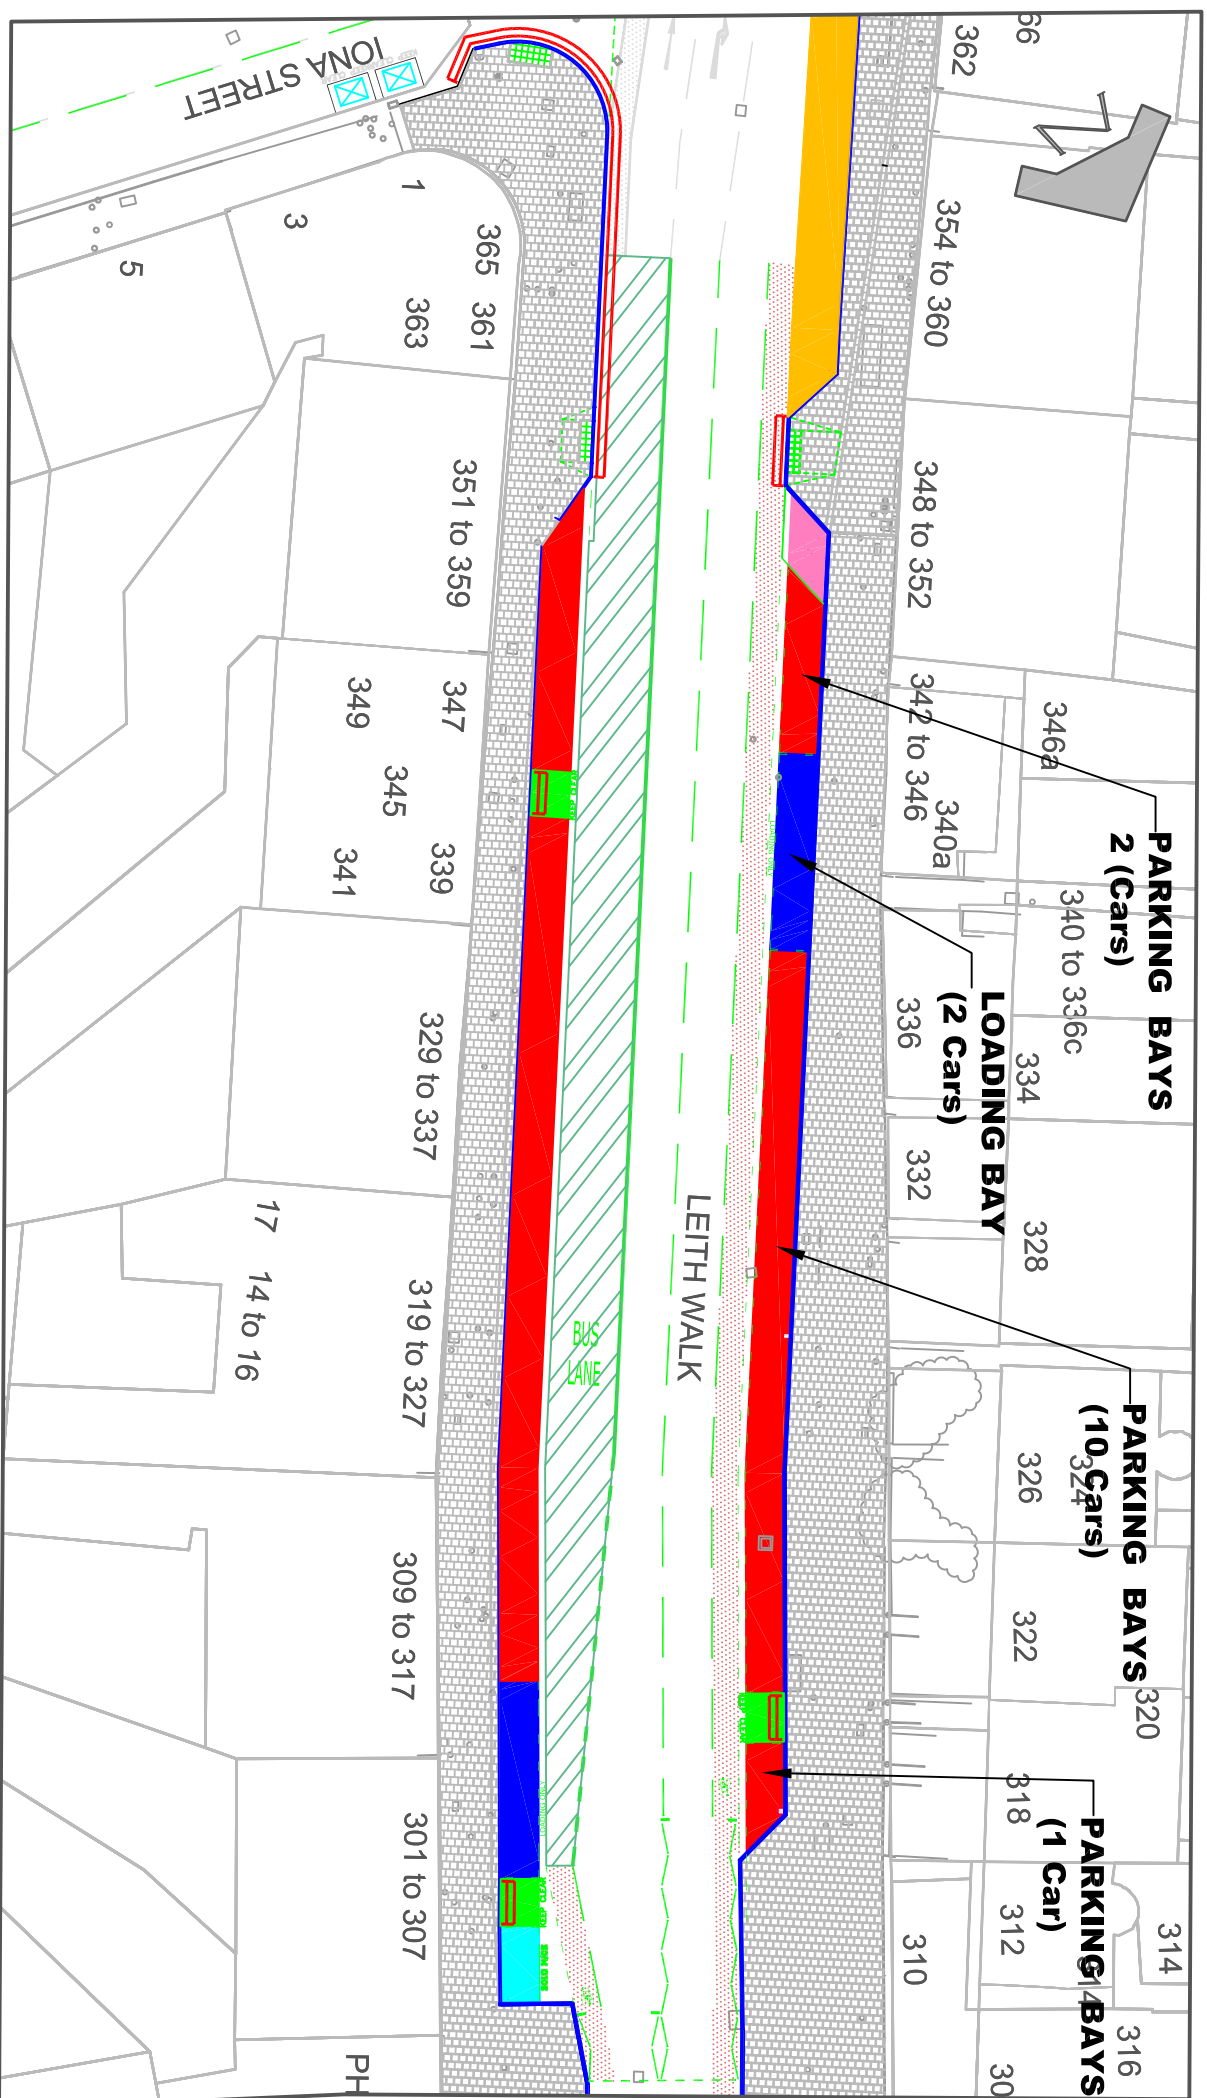 66
362
354 to 360
348 to 352
342 to 346
346a
340a
340 to 336c
336
334
332
328
326
324
322
320
318
312
310
314
314
316
30
PARKING BAYS
2 (Cars)
LOADING BAY
(2 Cars)
PARKING BAYS
(10 Cars)
PARKING BAYS
(1 Car)
LEITH WALK
BUS
LANE
IONA STREET
1
3
5
365
361
363
351 to 359
347
349
345
339
341
329 to 337
17
14 to 16
319 to 327
309 to 317
301 to 307
PH